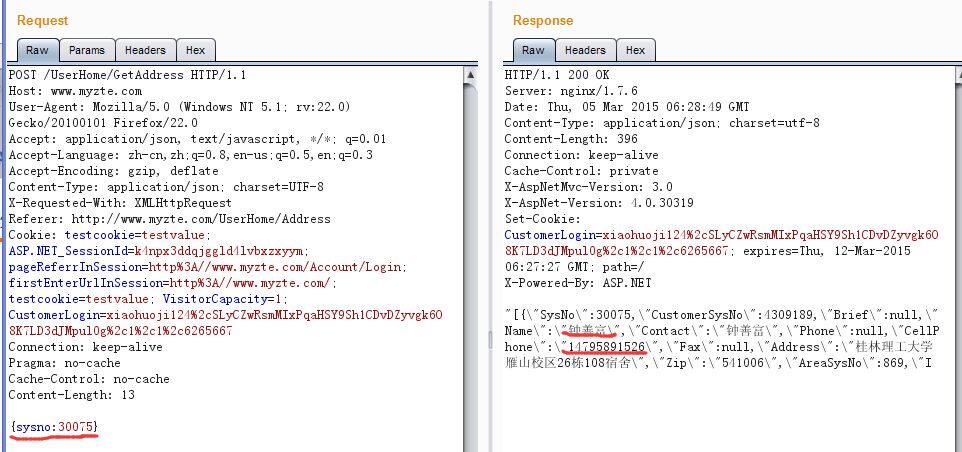 Request
Raw
Params
Headers
Hex
POST /UserHome/GetAddress HTTP/1.1
Host: www.myzte.com
User-Agent: Mozilla/5.0 (Windows NT 5.1; rv:22.0)
Gecko/20100101 Firefox/22.0
Accept: application/json, text/javascript, */*; q=0.01
Accept-Language: zh-cn,zh;q=0.8,en-us;q=0.5,en;q=0.3
Accept-Encoding: gzip, deflate
Content-Type: application/json; charset=UTF-8
X-Requested-With: XMLHttpRequest
Referer: http://www.myzte.com/UserHome/Address
Cookie: testcookie=testvalue;
ASP.NET_SessionId=k4npx3ddqjggld4lvbxzxyym;
pageReferrInSession=http%3A//www.myzte.com/Account/Login;
firstEnterUrlInSession=http%3A//www.myzte.com/;
testcookie=testvalue; VisitorCapacity=1;
CustomerLogin=xiaohuoji124%2cSLyCZwRsmMIxPqaHSY9Sh1CDvDZyvgk6O
8K7LD3dJMpul0g%2c1%2c1%2c6265667
Connection: keep-alive
Pragma: no-cache
Cache-Control: no-cache
Content-Length: 13
{sysno:30075}
Response
Raw
Headers
Hex
HTTP/1.1 200 OK
Server: nginx/1.7.6
Date: Thu, 05 Mar 2015 06:28:49 GMT
Content-Type: application/json; charset=utf-8
Content-Length: 396
Connection: keep-alive
Cache-Control: private
X-AspNetMvc-Version: 3.0
X-AspNet-Version: 4.0.30319
Set-Cookie:
CustomerLogin=xiaohuoji124%2cSLyCZwRsmMIxPqaHSY9Sh1CDvDZyvgk6O
8K7LD3dJMpul0g%2c1%2c1%2c6265667; expires=Thu, 12-Mar-2015
06:27:27 GMT; path=/
X-Powered-By: ASP.NET
"[{\"SysNo\":30075,\"CustomerSysNo\":4309189,\"Brief\":null,\"
Name\":\"钟善富\",\"Contact\":\"钟善富\",\"Phone\":null,\"CellP
hone\":\"14795891526\",\"Fax\":null,\"Address\":\"桂林理工大学
雁山校区26栋108宿舍\",\"Zip\":\"541006\",\"AreaSysNo\":869,\"I